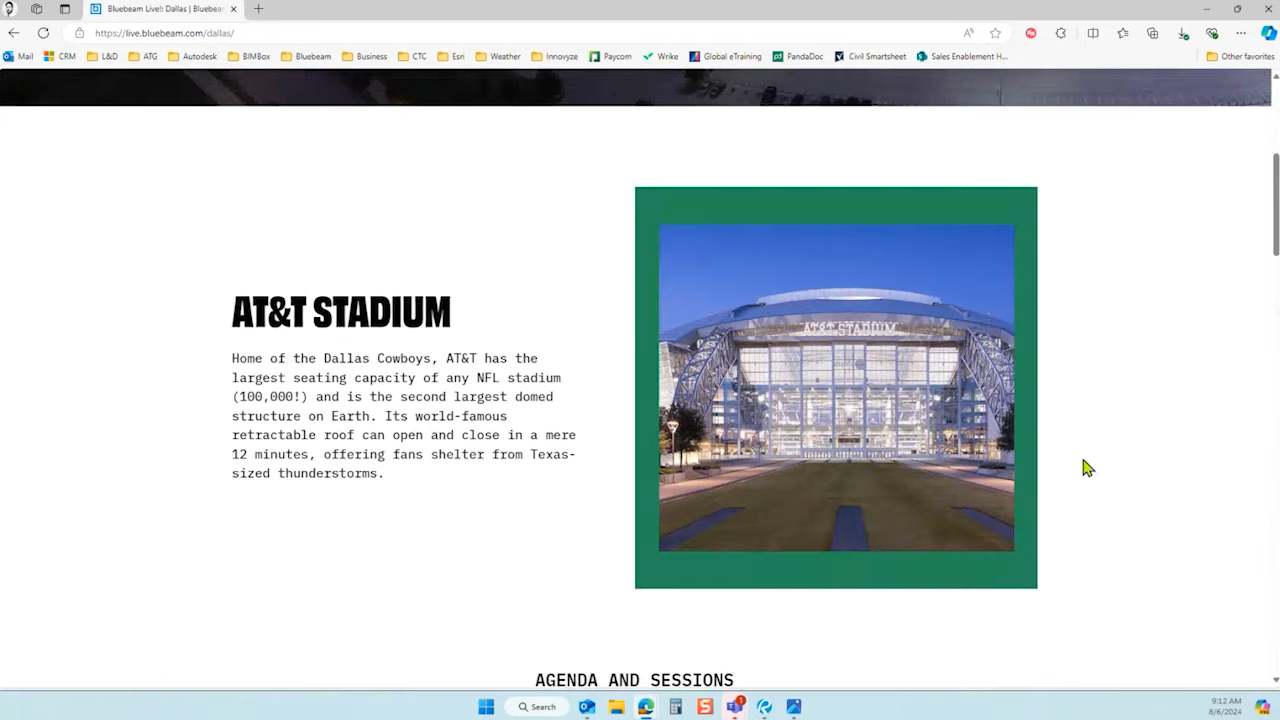 Bluebeam Live!: Dallas | Bluebea
https://live.bluebeam.com/dallas/
Mail CRM L&D ATG Autodesk BIMBox Bluebeam Business CTC Esri Weather Innovyze Paycom Wrike Global eTraining PandaDoc Civil Smartsheet Sales Enablement H... Other favorites
AT&T STADIUM
AT&T STADIUM
Home of the Dallas Cowboys, AT&T has the
largest seating capacity of any NFL stadium
(100,000!) and is the second largest domed
structure on Earth. Its world-famous
retractable roof can open and close in a mere
12 minutes, offering fans shelter from Texas-
sized thunderstorms.
AGENDA AND SESSIONS
Search
9:12 AM
8/6/2024